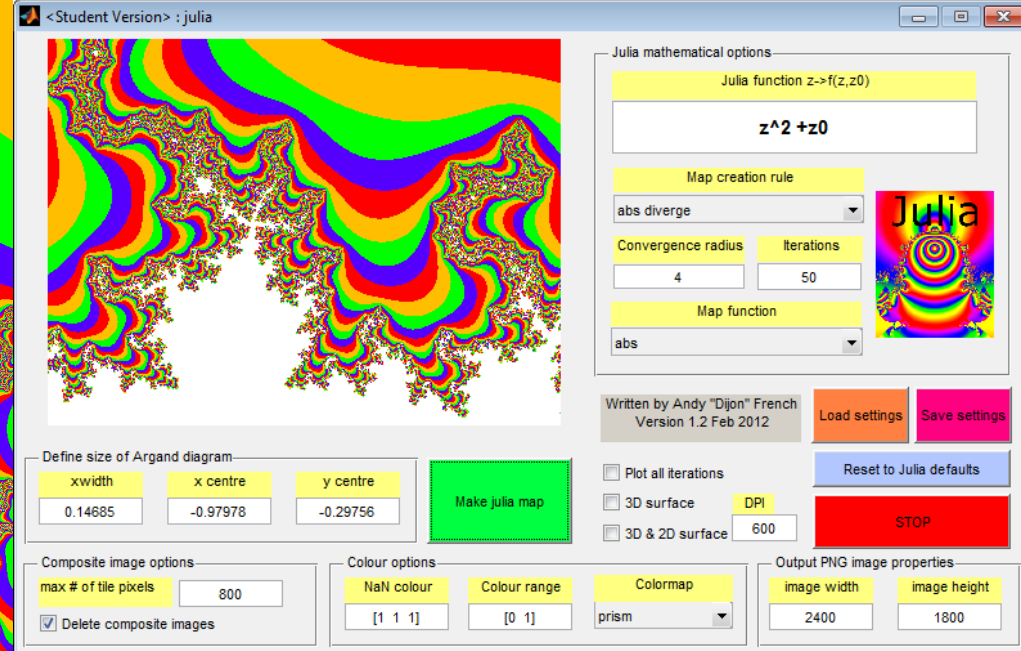 <Student Version> : julia
Julia mathematical options
Julia function z->f(z,z0)
z^2 +z0
Map creation rule
abs diverge
Convergence radius
Iterations
4
50
Map function
abs
Julia
Written by Andy "Dijon" French
Version 1.2 Feb 2012
Load settings
Save settings
Define size of Argand diagram
xwidth
x centre
y centre
0.14685
-0.97978
-0.29756
Make julia map
Plot all iterations
3D surface
3D & 2D surface
DPI
600
Reset to Julia defaults
STOP
Composite image options
max # of tile pixels
800
Delete composite images
Colour options
NaN colour
Colour range
Colormap
[1 1 1]
[0 1]
prism
Output PNG image properties
image width
image height
2400
1800